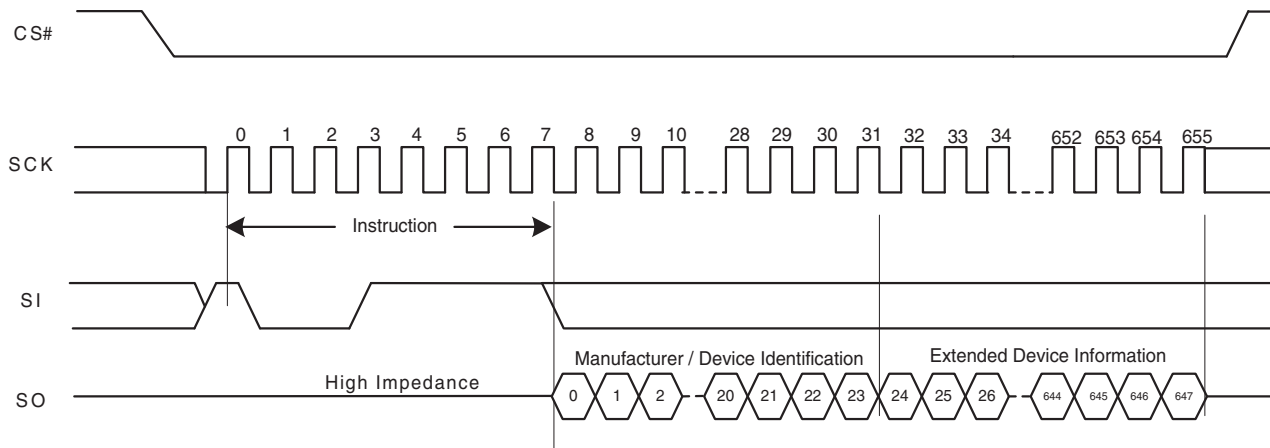 CS#
0 1 2 3 4 5 6 7 8 9 10 28 29 30 31 32 33 34 652 653 654 655
SCK
Instruction
SI
Manufacturer / Device Identification Extended Device Information
High Impedance
SO 0 1 2 20 21 22 23 24 25 26 644 645 646 647